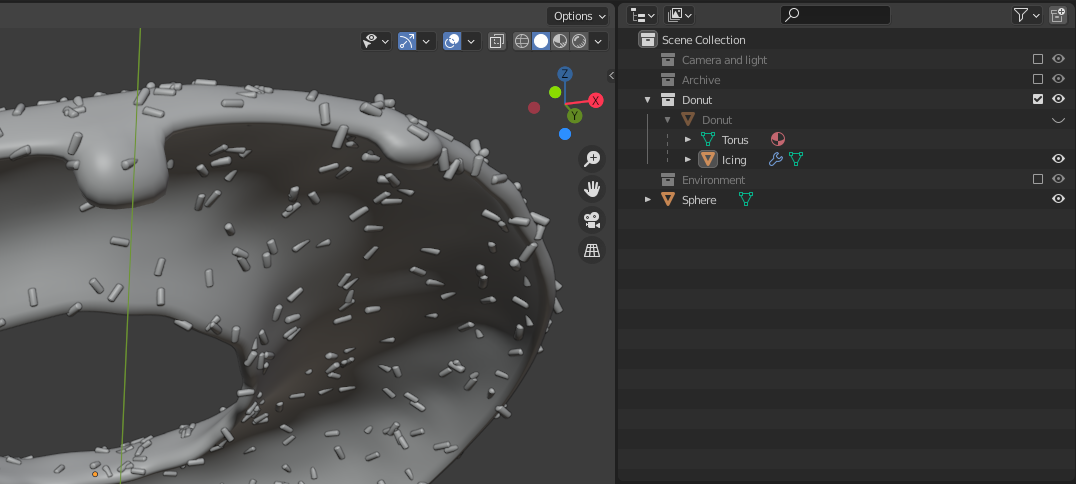 Options
Z
X
Y
Scene Collection
Camera and light
Archive
Donut
Donut
Torus
Icing
Environment
Sphere